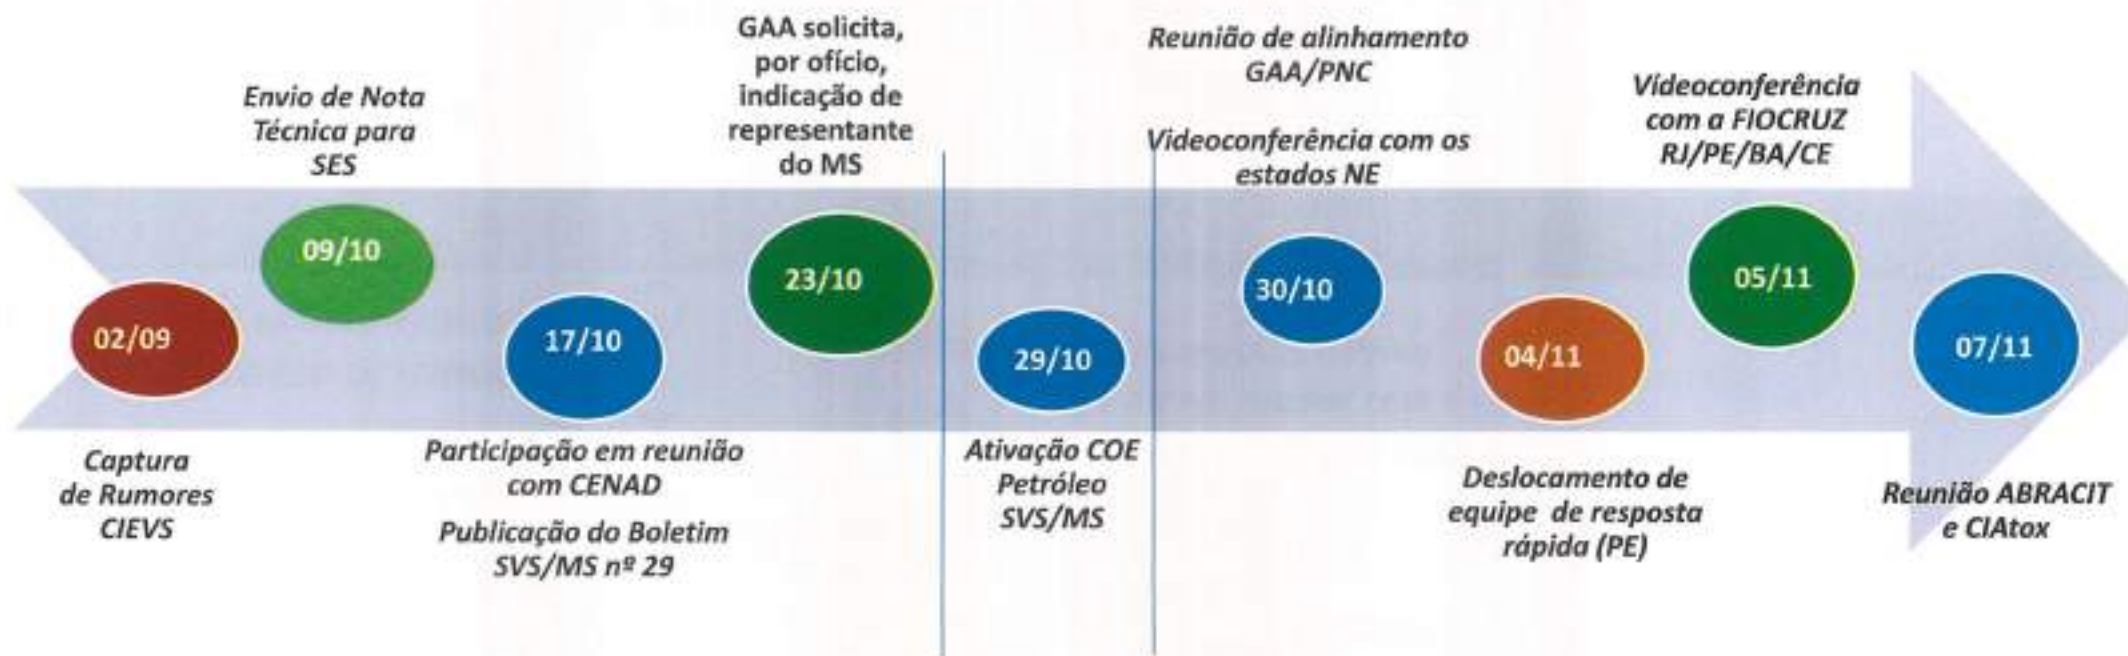 Captura
de Rumores
CIEVS
02/09
Envio de Nota
Técnica para
SES
09/10
17/10
Participação em reunião
com CENAD
Publicação do Boletim
SVS/MS nº 29
GAA solicita,
por ofício,
indicação de
representante
do MS
23/10
29/10
Ativação COE
Petróleo
SVS/MS
Reunião de alinhamento
GAA/PNC
Videoconferência com os
estados NE
30/10
04/11
Deslocamento de
equipe de resposta
rápida (PE)
Vídeoconferência
com a FIOCRUZ
RJ/PE/BA/CE
05/11
07/11
Reunião ABRACIT
e CIAtox